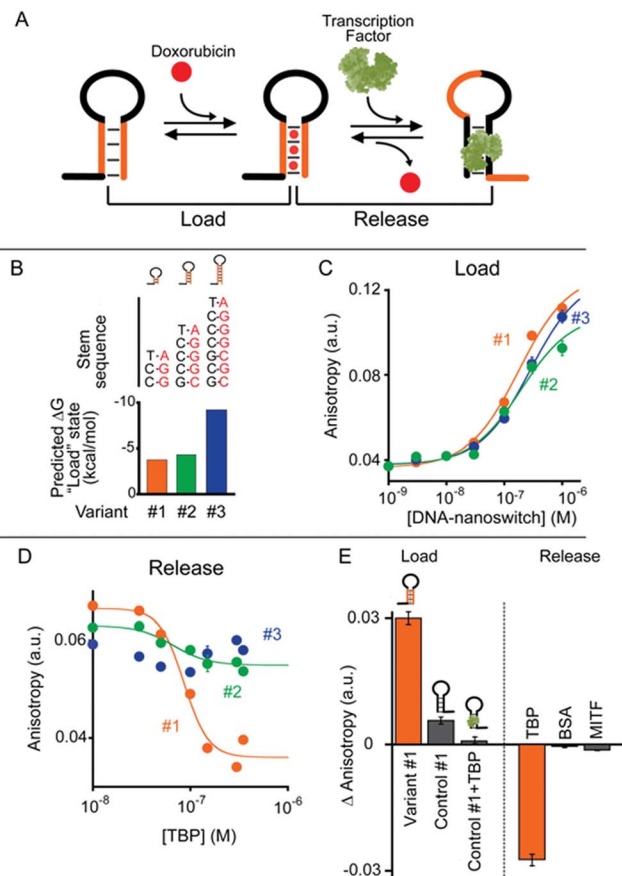 A
Doxorubicin
Transcription
Factor
Load
Release
B
Stem
sequence
T-A
C-G
C-G
T-A
C-G
C-G
G-C
T-A
C-G
C-G
C-G
G-C
C-G
G-C
Predicted ΔG
"Load" state
(kcal/mol)
-10
-5
0
Variant #1 #2 #3
C
Load
Anisotropy (a.u.)
0.12
0.08
0.04
#1
#3
#2
10-9 10-8 10-7 10-6
[DNA-nanoswitch] (M)
D
Release
Anisotropy (a.u.)
0.06
0.04
#3
#2
#1
10-8 10-7 10-6
[TBP] (M)
E
Load
Release
Δ Anisotropy (a.u.)
0.03
0
-0.03
Variant #1
Control #1
Control #1+TBP
TBP
BSA
MITF